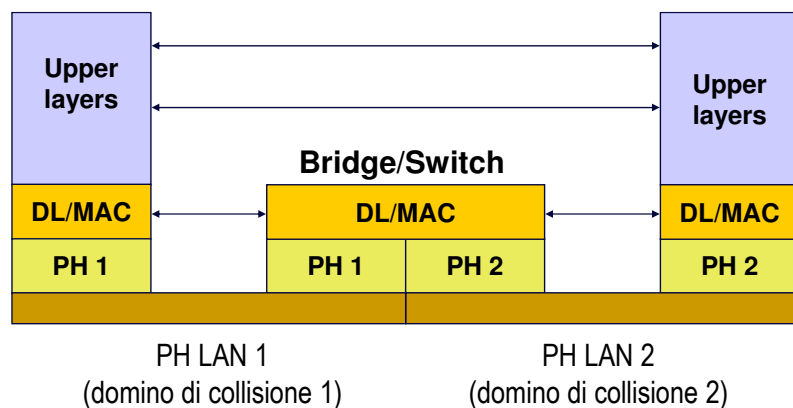 Upper
layers
Upper
layers
Bridge/Switch
DL/MAC
DL/MAC
DL/MAC
PH 1
PH 1
PH 2
PH 2
PH LAN 1
(domino di collisione 1)
PH LAN 2
(domino di collisione 2)